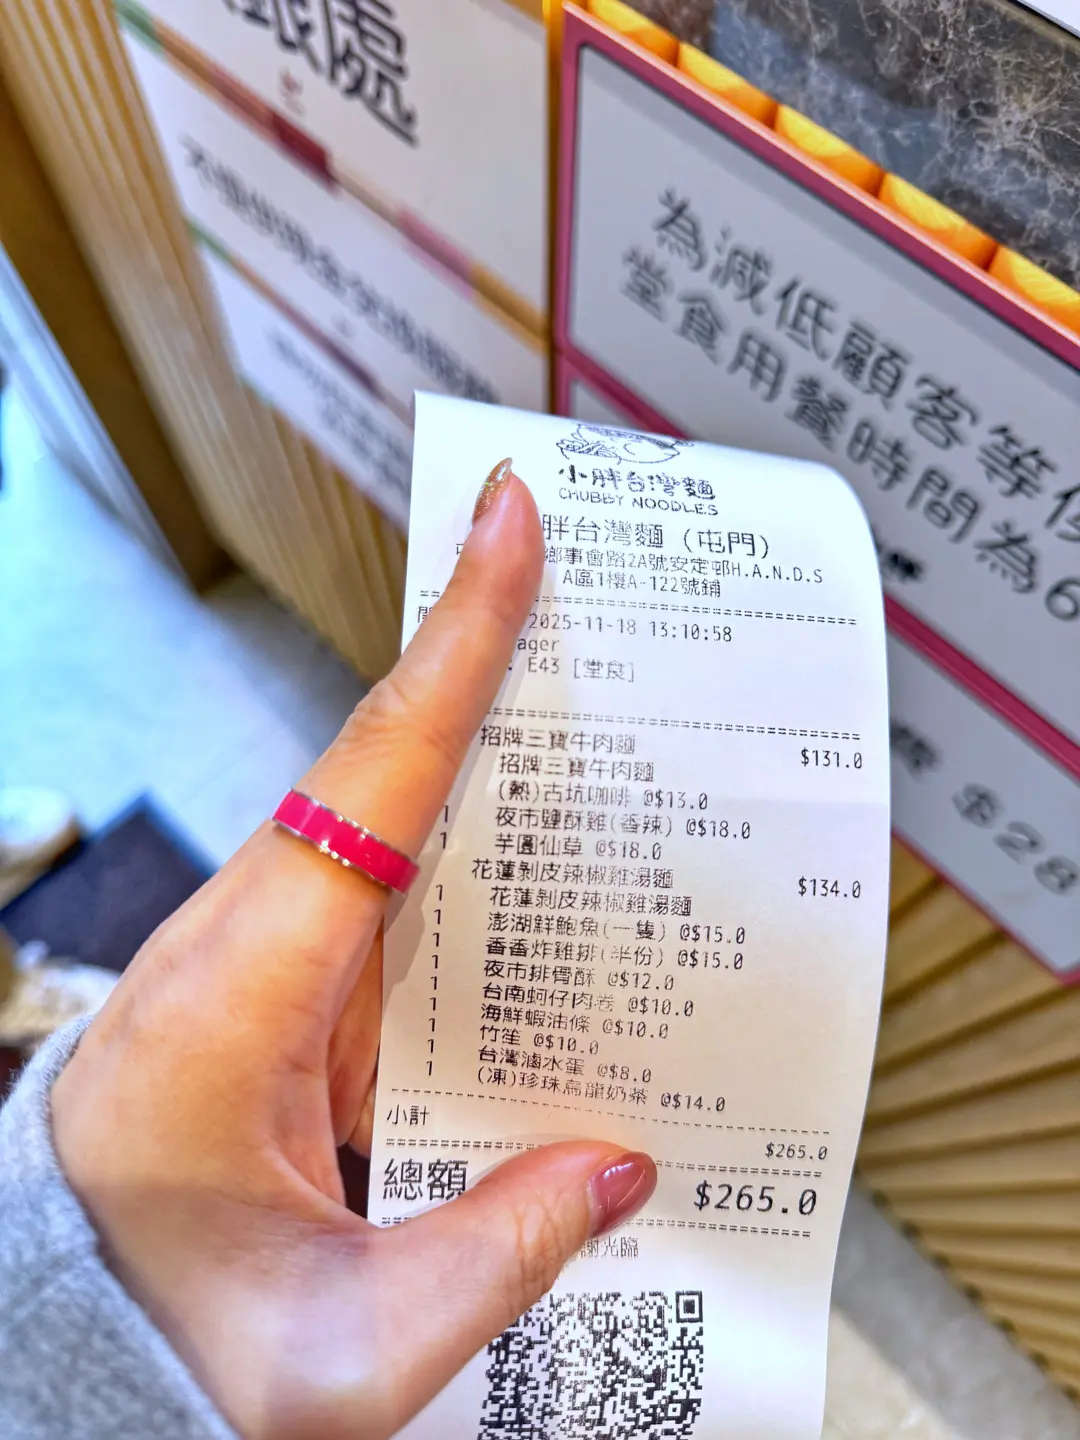 為減低顧客等
堂食用餐時間為6
$28
小胖台灣麵
CHUBBY NOODLES
胖台灣麵 (屯門)
鄉事會路2A號安定邨H.A.N.D.S
A區1樓A-122號鋪
2025-11-18 13:10:58
ager
: E43 [堂食]
招牌三寶牛肉麵 $131.0
招牌三寶牛肉麵
(熱)古坑咖啡 @$13.0
1 夜市鹽酥雞(香辣) @$18.0
1 芋圓仙草 @$18.0
花蓮剝皮辣椒雞湯麵 $134.0
1 花蓮剝皮辣椒雞湯麵
1 澎湖鮮鮑魚(一隻) @$15.0
1 香香炸雞排(半份) @$15.0
1 夜市排骨酥 @$12.0
1 台南蚵仔肉卷 @$10.0
1 海鮮蝦油條 @$10.0
1 竹笙 @$10.0
1 台灣滷水蛋 @$8.0
1 (凍)珍珠烏龍奶茶 @$14.0
小計 $265.0
總額 $265.0
謝光臨